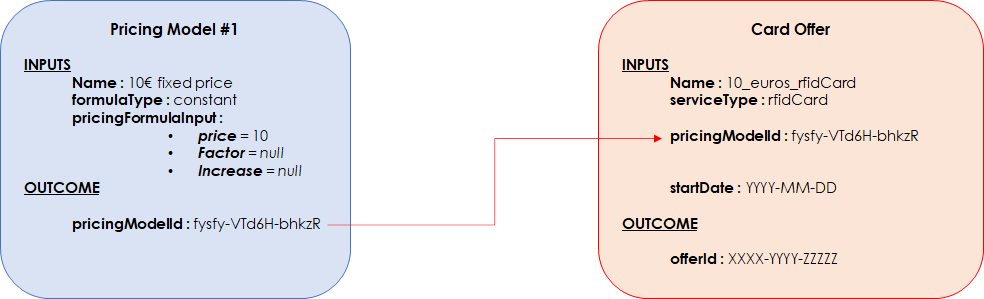 Pricing Model #1
INPUTS
Name : 10€ fixed price
formulaType : constant
pricingFormulaInput :
• price = 10
• Factor = null
• Increase = null
OUTCOME
pricingModelId : fysfy-VTd6H-bhkzR
Card Offer
INPUTS
Name : 10_euros_rfidCard
serviceType : rfidCard
pricingModelId : fysfy-VTd6H-bhkzR
startDate : YYYY-MM-DD
OUTCOME
offerId : XXXX-YYYY-ZZZZZ